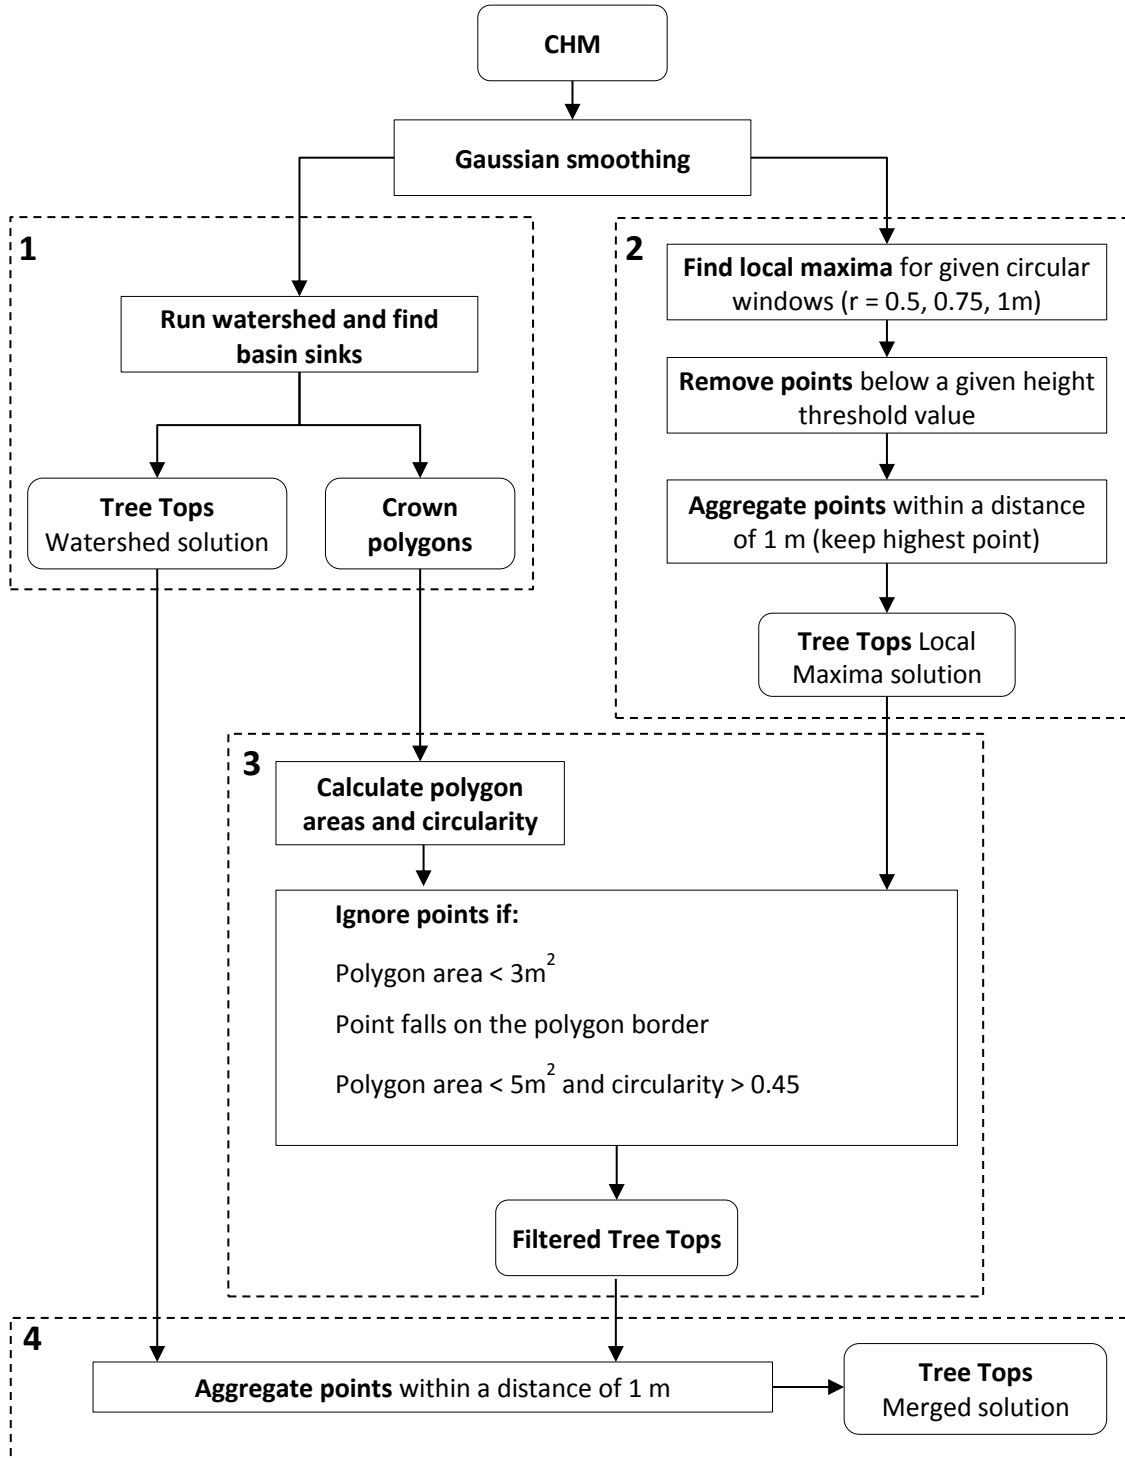 CHM
Gaussian smoothing
1
Run watershed and find
basin sinks
Tree Tops
Watershed solution
Crown
polygons
2
Find local maxima for given circular
windows (r = 0.5, 0.75, 1m)
Remove points below a given height
threshold value
Aggregate points within a distance
of 1 m (keep highest point)
Tree Tops Local
Maxima solution
3
Calculate polygon
areas and circularity
Ignore points if:
Polygon area < 3m²
Point falls on the polygon border
Polygon area < 5m² and circularity > 0.45
Filtered Tree Tops
4
Aggregate points within a distance of 1 m
Tree Tops
Merged solution